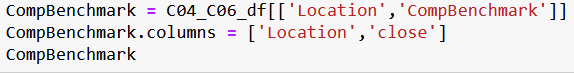 CompBenchmark = C04_C06_df[['Location','CompBenchmark']]
CompBenchmark.columns = ['Location','close']
CompBenchmark